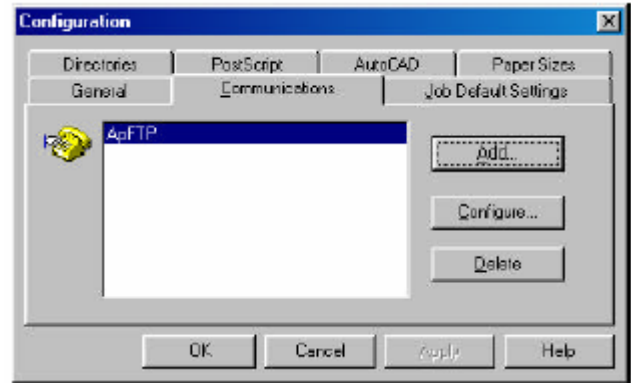 Configuration
Directories PostScript AutoCAD Paper Sizes
General Communications Job Default Settings
ApFTP
Add...
Configure...
Delete
OK Cancel Apply Help